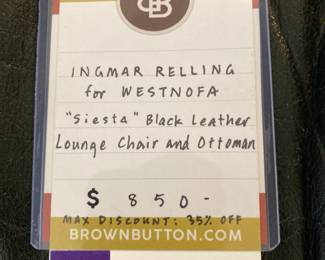 INGMAR RELLING
for WESTNOFA
"Siesta" Black Leather
Lounge Chair and Ottoman
$ 850-
MAX DISCOUNT: 35% OFF
BROWNBUTTON.COM